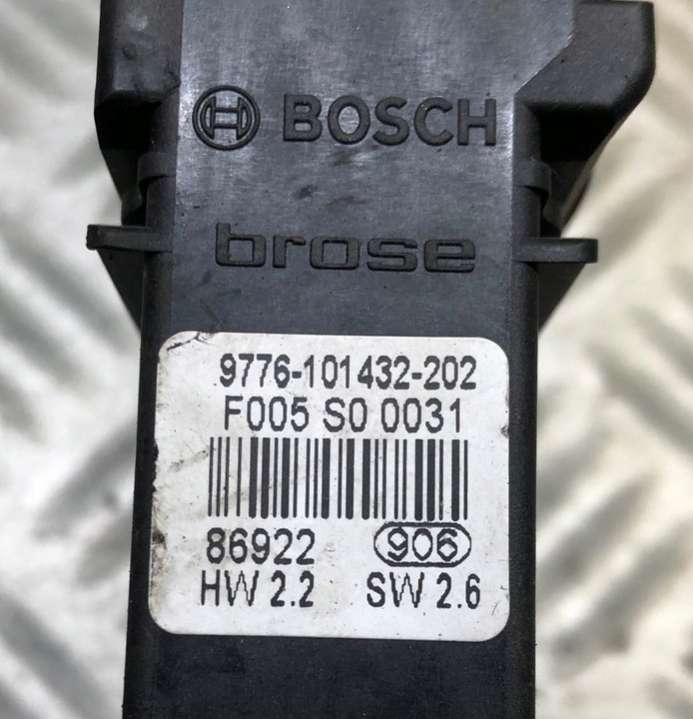 BOSCH
brose
9776-101432-202
F005 S0 0031
86922 906
HW 2.2 SW 2.6